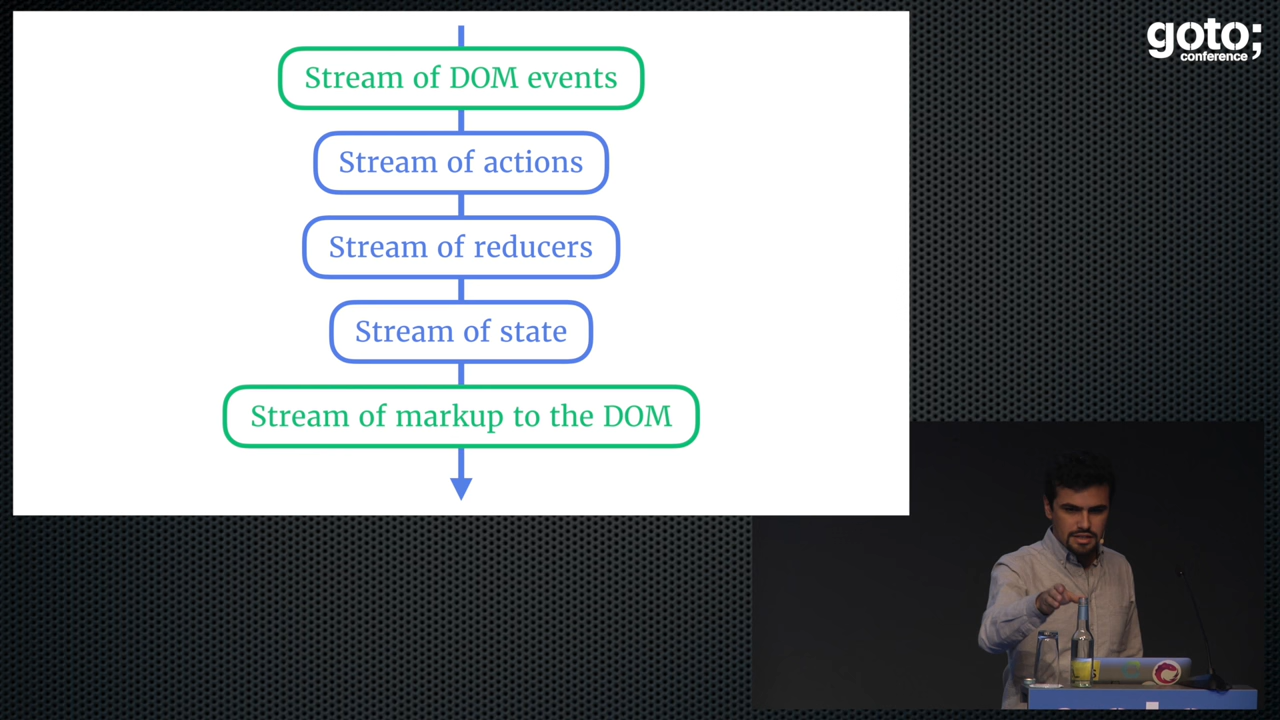 Stream of DOM events
Stream of actions
Stream of reducers
Stream of state
Stream of markup to the DOM
goto;
conference